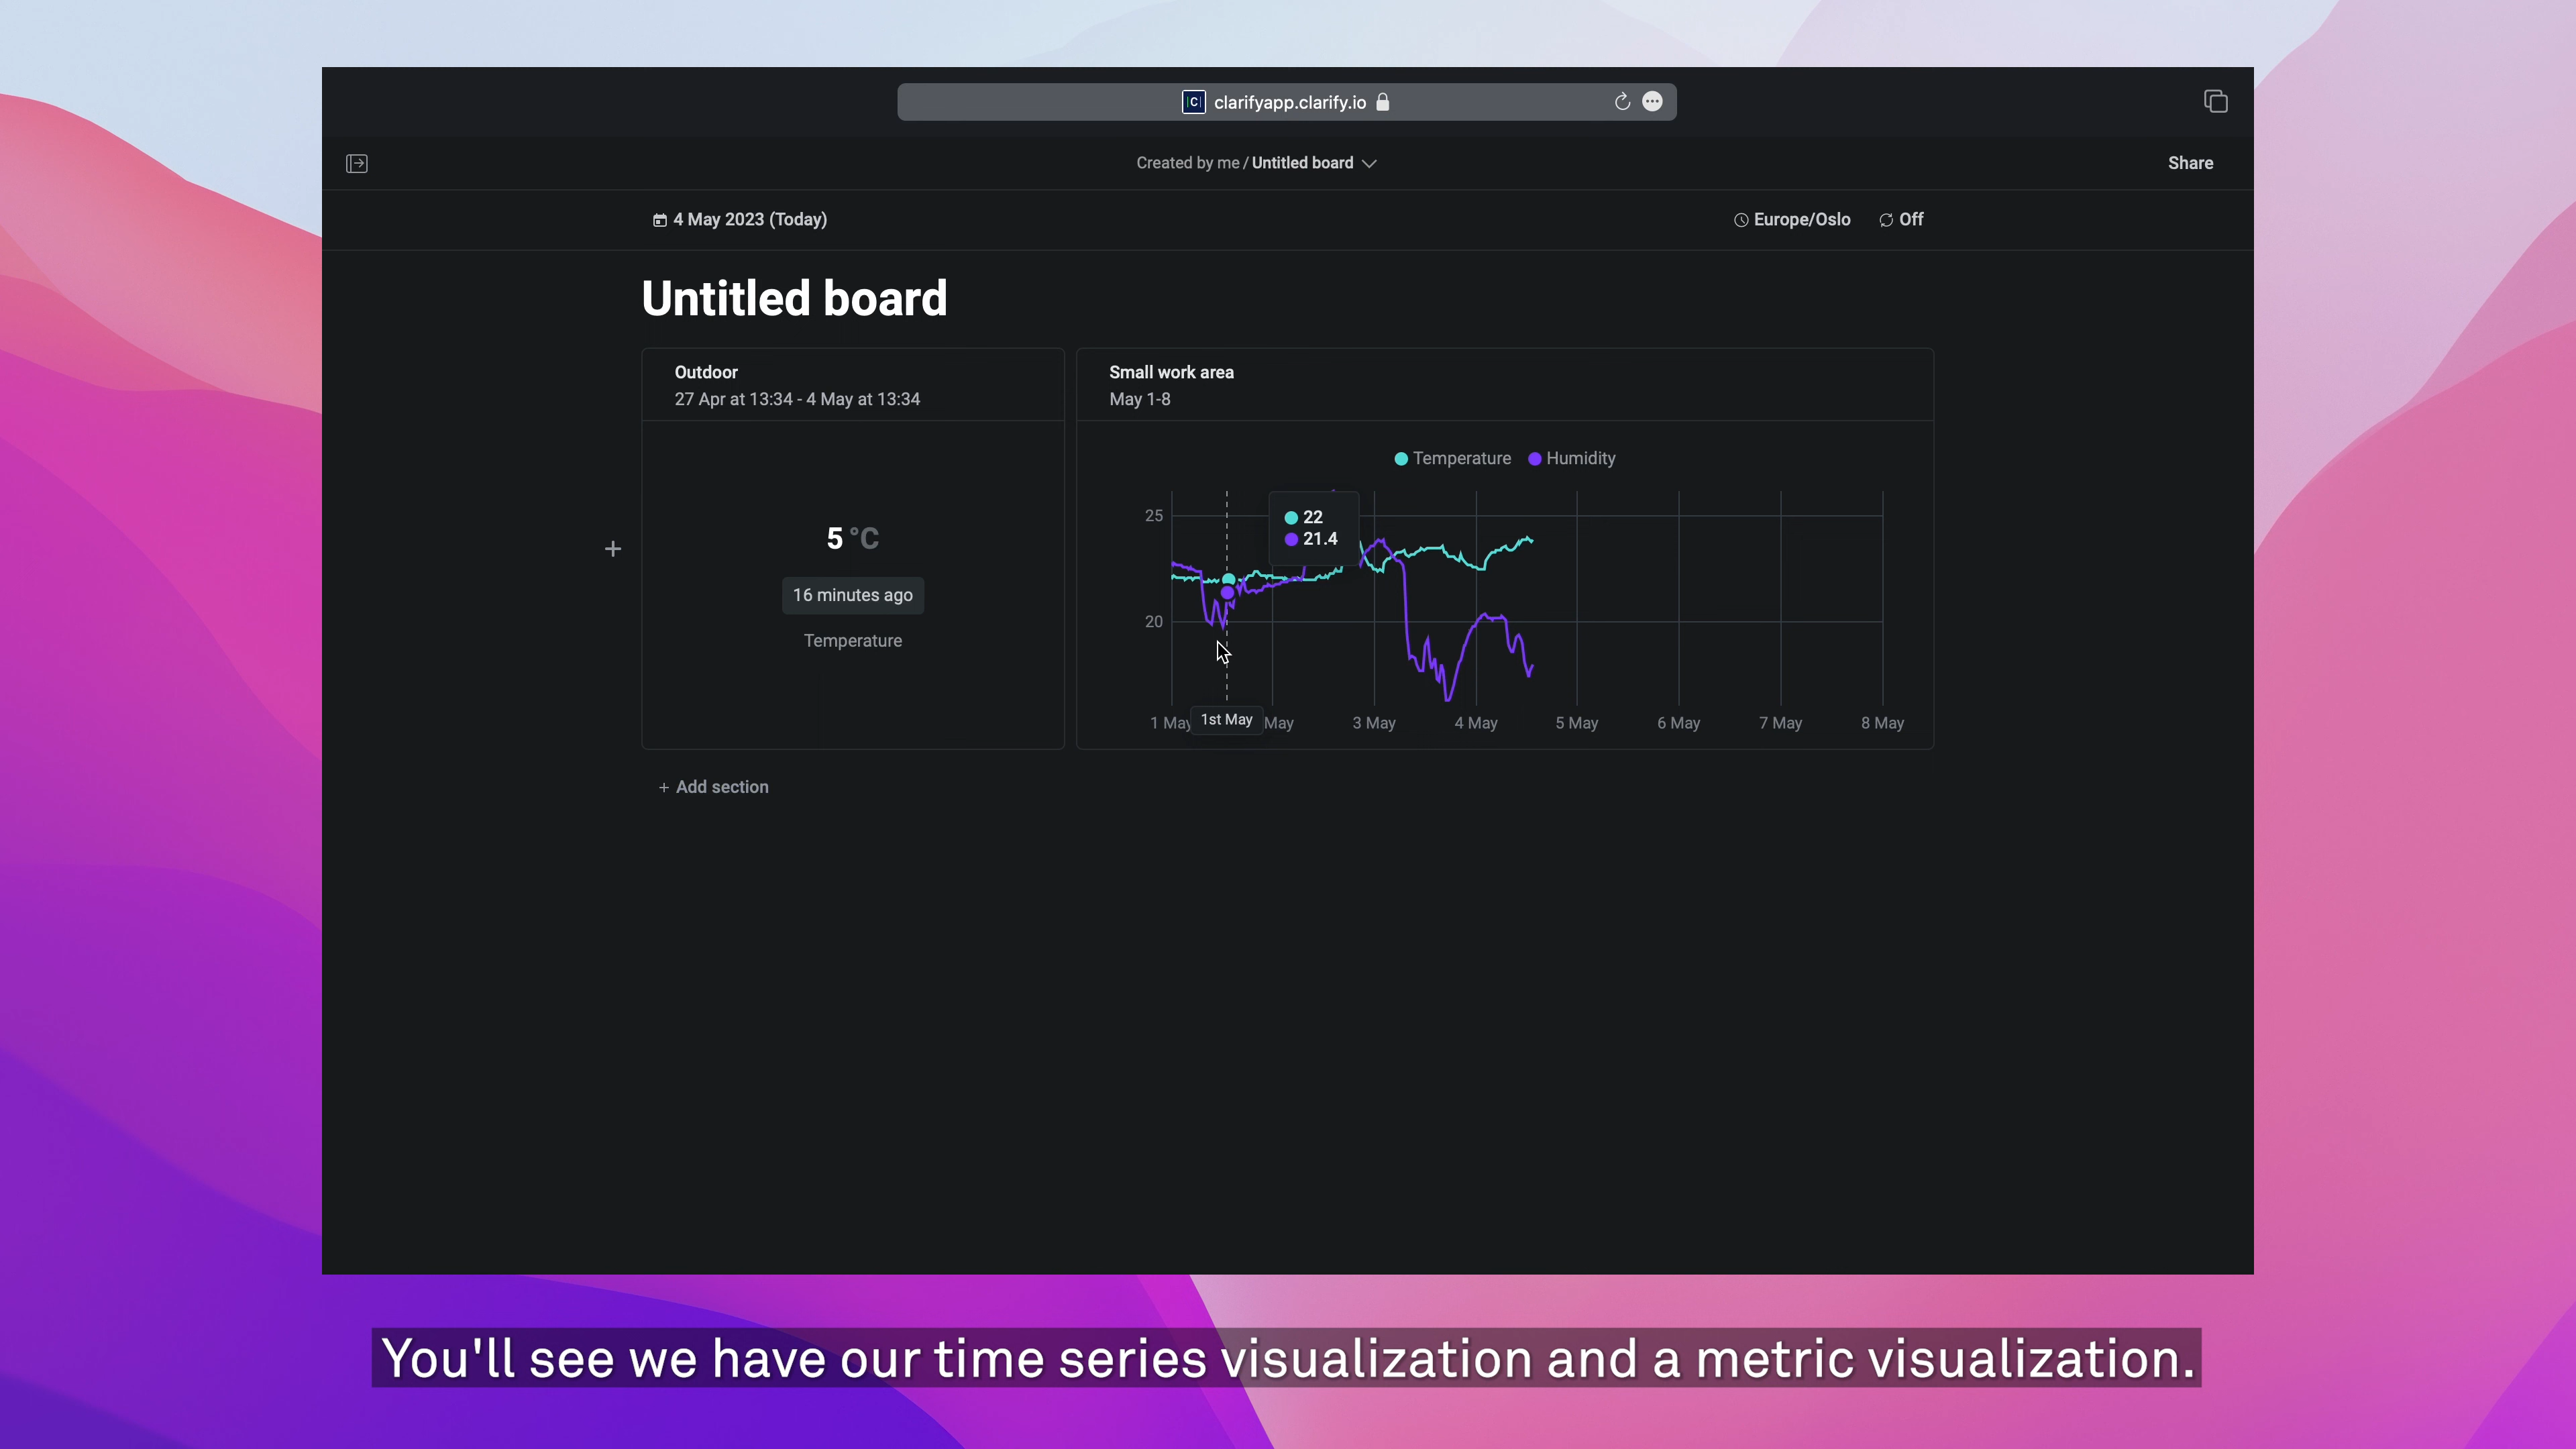 |C| clarifyapp.clarify.io
Created by me / Untitled board
Share
4 May 2023 (Today)
Europe/Oslo
Off
Untitled board
Outdoor
27 Apr at 13:34 - 4 May at 13:34
5 °C
16 minutes ago
Temperature
Small work area
May 1-8
Temperature Humidity
25
22
21.4
20
1 May 1st May May 3 May 4 May 5 May 6 May 7 May 8 May
+ Add section
You'll see we have our time series visualization and a metric visualization.